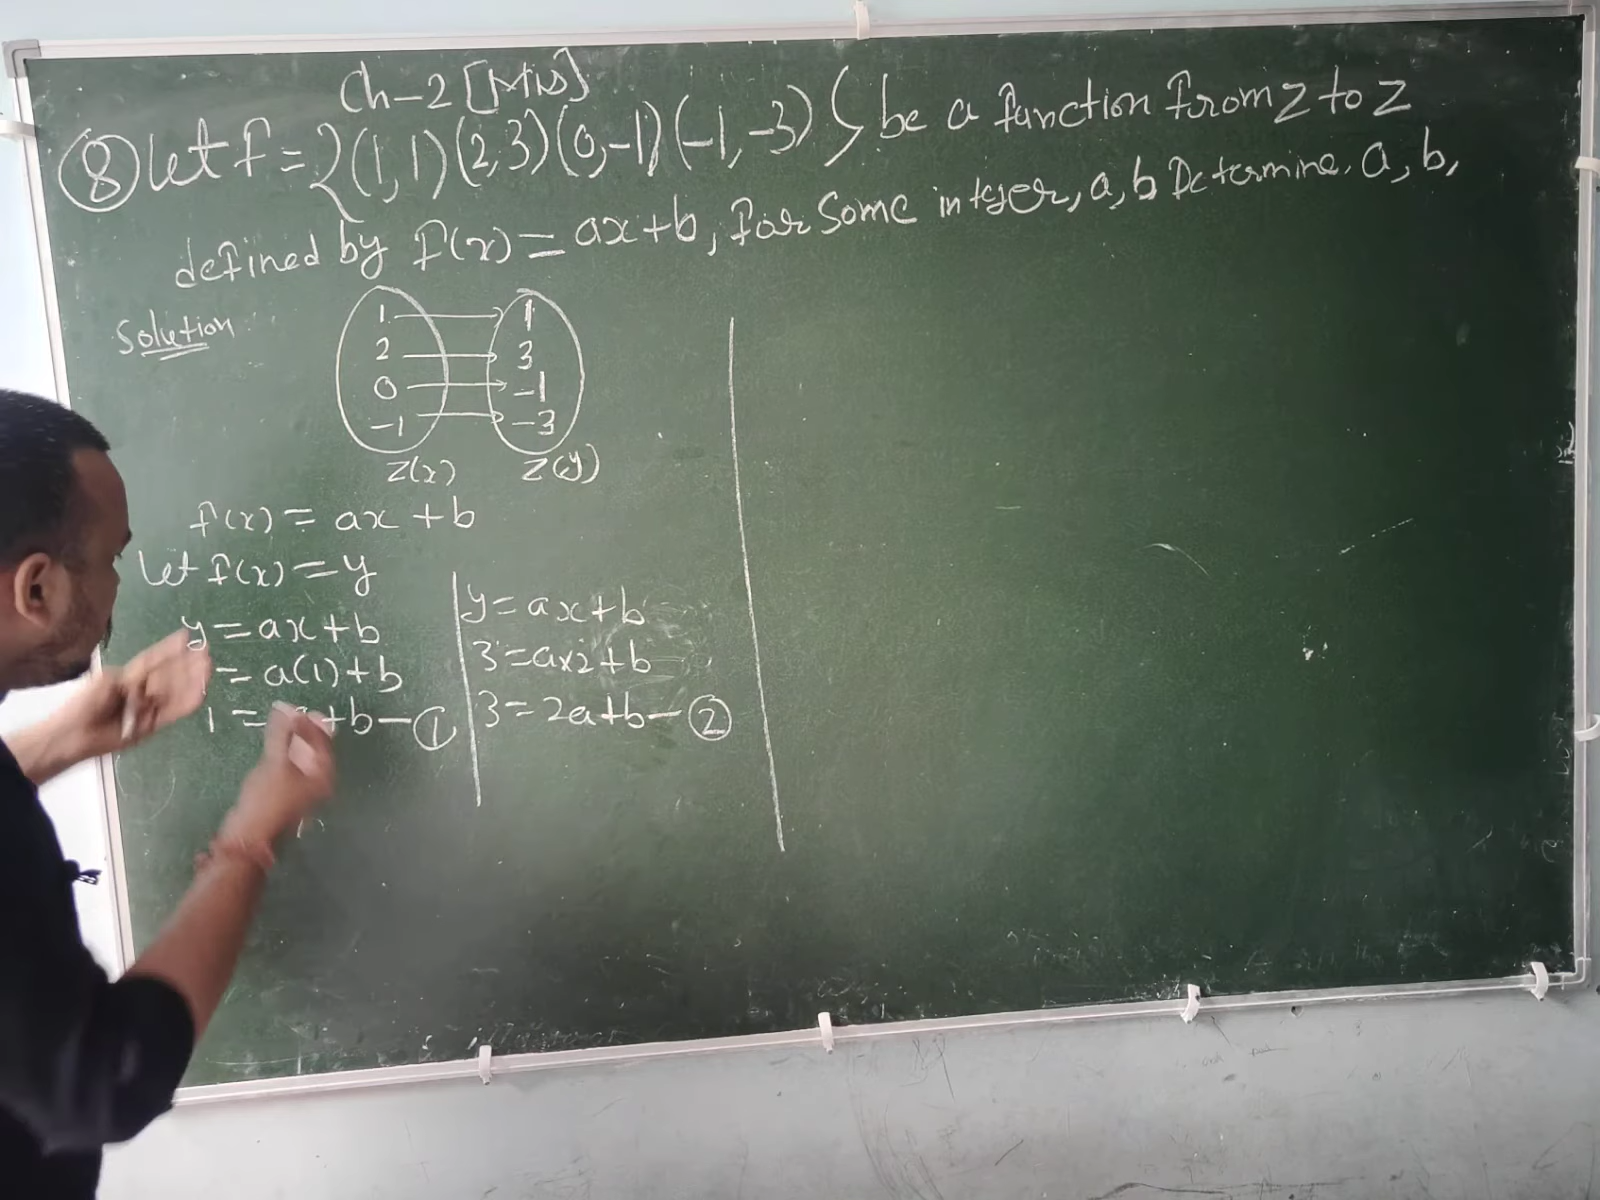 Ch-2 [Mis]
⑧ Let f = {(1,1)(2,3)(0,-1)(-1,-3)} be a function from Z to Z
defined by f(x) = ax+b, for some integer, a, b Determine. a, b,
Solution
1 1
2 3
0 -1
-1 -3
Z(x) Z(y)
f(x) = ax + b
Let f(x) = y
y = ax + b
= a(1) + b
1 = a + b - ①
y = ax + b
3 = a×2 + b
3 = 2a + b - ②